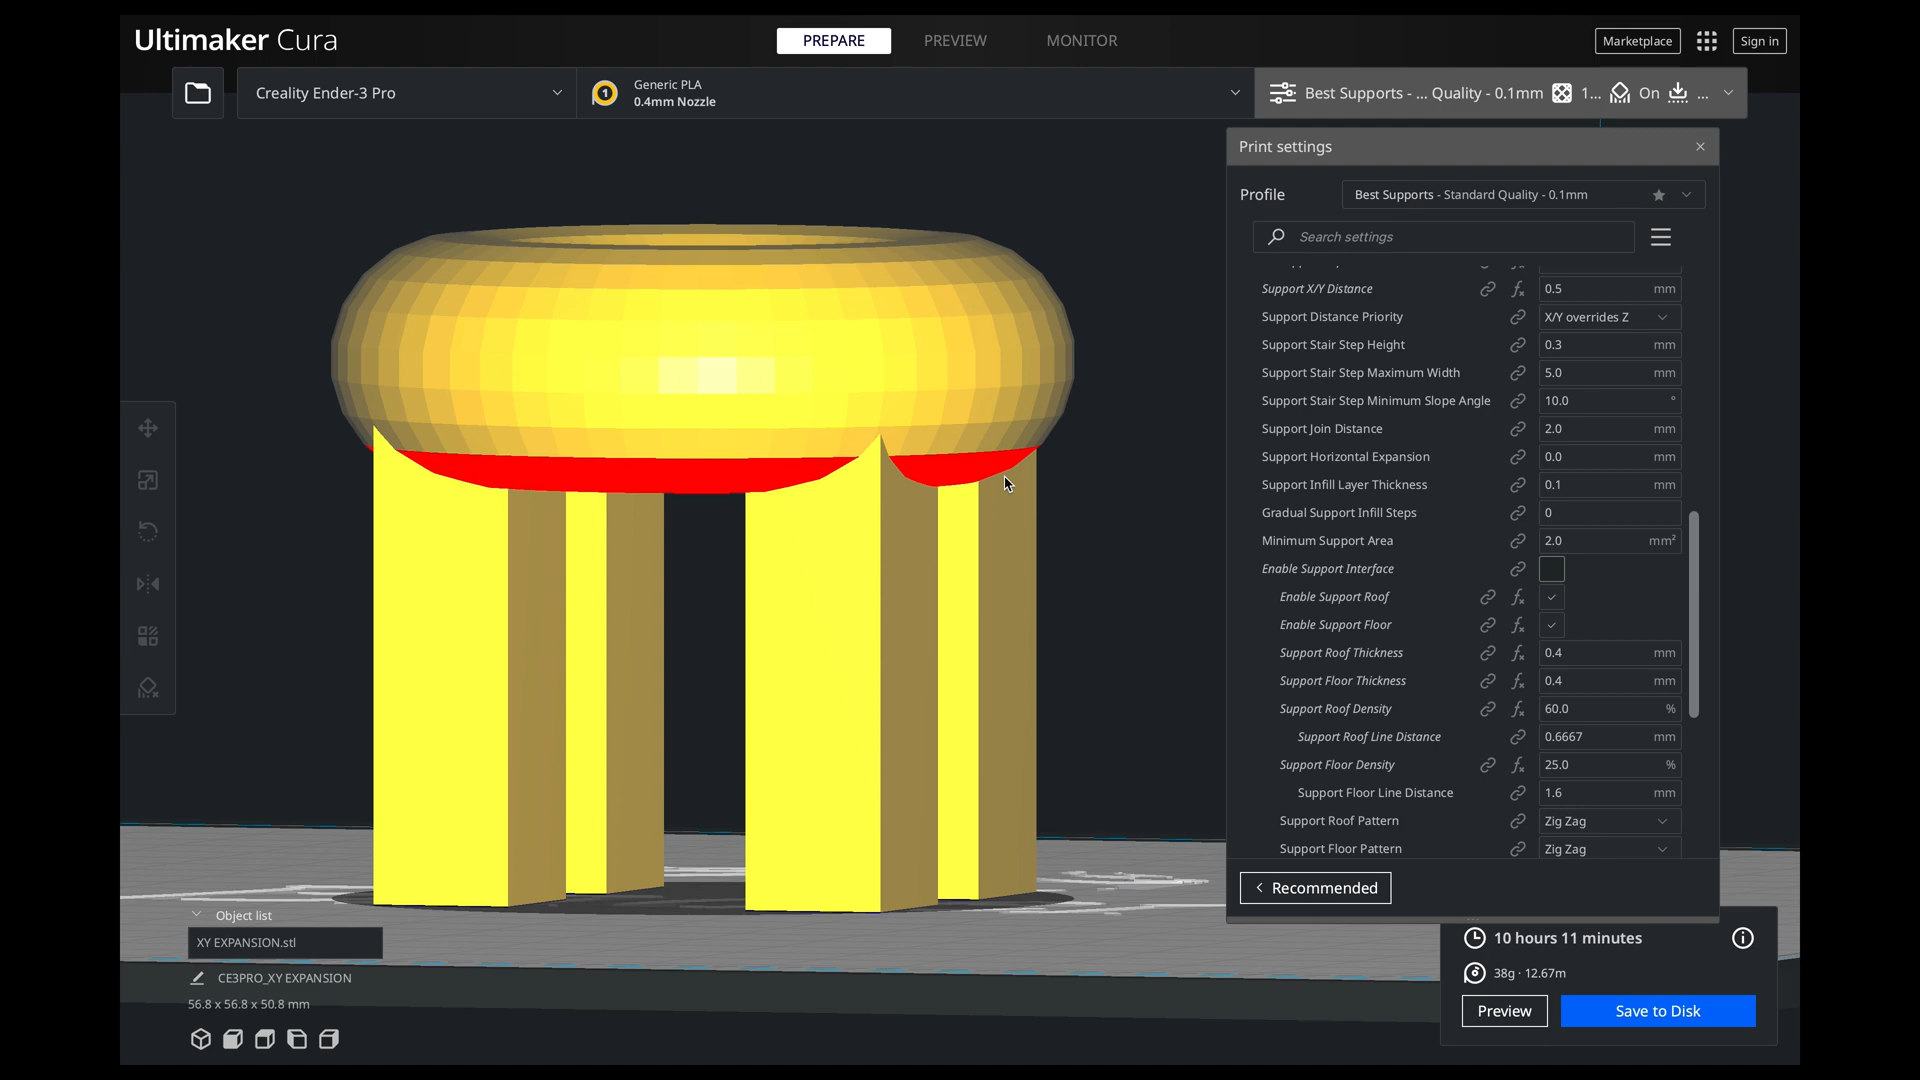 Ultimaker Cura
PREPARE
PREVIEW
MONITOR
Marketplace
Sign in
Creality Ender-3 Pro
1
Generic PLA
0.4mm Nozzle
Best Supports - ... Quality - 0.1mm
1...
On
...
Print settings
Profile
Best Supports - Standard Quality - 0.1mm
Search settings
Support X/Y Distance 0.5 mm
Support Distance Priority X/Y overrides Z
Support Stair Step Height 0.3 mm
Support Stair Step Maximum Width 5.0 mm
Support Stair Step Minimum Slope Angle 10.0 °
Support Join Distance 2.0 mm
Support Horizontal Expansion 0.0 mm
Support Infill Layer Thickness 0.1 mm
Gradual Support Infill Steps 0
Minimum Support Area 2.0 mm²
Enable Support Interface
Enable Support Roof
Enable Support Floor
Support Roof Thickness 0.4 mm
Support Floor Thickness 0.4 mm
Support Roof Density 60.0 %
Support Roof Line Distance 0.6667 mm
Support Floor Density 25.0 %
Support Floor Line Distance 1.6 mm
Support Roof Pattern Zig Zag
Support Floor Pattern Zig Zag
Recommended
Object list
XY EXPANSION.stl
CE3PRO_XY EXPANSION
56.8 x 56.8 x 50.8 mm
10 hours 11 minutes
38g · 12.67m
Preview
Save to Disk